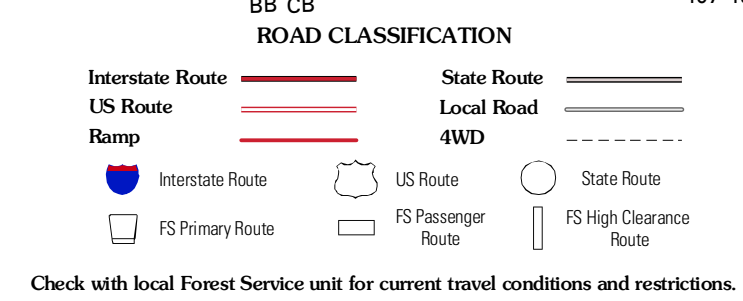 BB CB
ROAD CLASSIFICATION
Interstate Route State Route
US Route Local Road
Ramp 4WD
Interstate Route US Route State Route
FS Primary Route FS Passenger Route FS High Clearance Route
Check with local Forest Service unit for current travel conditions and restrictions.